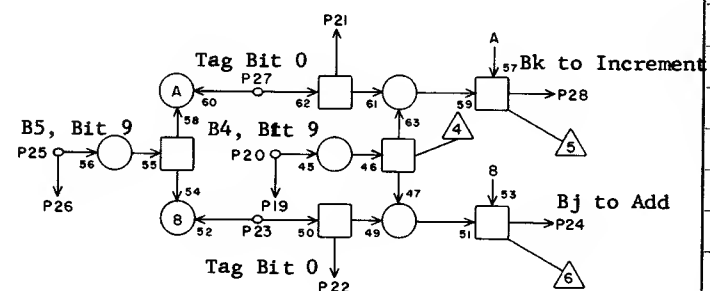 P21
Tag Bit 0
P27
A
57
Bk to Increment
A
60
62
61
59
P28
B5, Bit 9
58
B4, Bit 9
63
4
5
P25
56
55
P20
45
46
P26
54
P19
47
B
53
Bj to Add
B
52
P23
50
49
51
P24
Tag Bit 0
P22
6